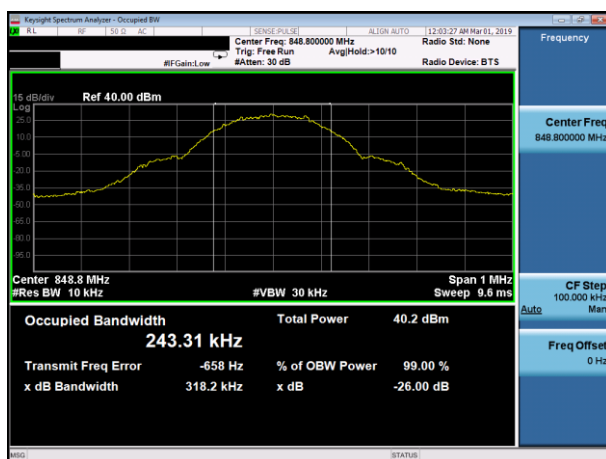 Keysight Spectrum Analyzer - Occupied BW
RL RF 50 Ω AC SENSE:PULSE ALIGN AUTO 12:03:27 AM Mar 01, 2019
Center Freq: 848.800000 MHz Radio Std: None
Trig: Free Run Avg|Hold:>10/10
#IFGain:Low #Atten: 30 dB Radio Device: BTS
Frequency
15 dB/div Ref 40.00 dBm
Log
25.0
10.0
-5.00
-20.0
-35.0
-50.0
-65.0
-80.0
-95.0
Center 848.8 MHz Span 1 MHz
#Res BW 10 kHz #VBW 30 kHz Sweep 9.6 ms
Occupied Bandwidth Total Power 40.2 dBm
243.31 kHz
Transmit Freq Error -658 Hz % of OBW Power 99.00 %
x dB Bandwidth 318.2 kHz x dB -26.00 dB
Center Freq
848.800000 MHz
CF Step
100.000 kHz
Auto Man
Freq Offset
0 Hz
MSG STATUS